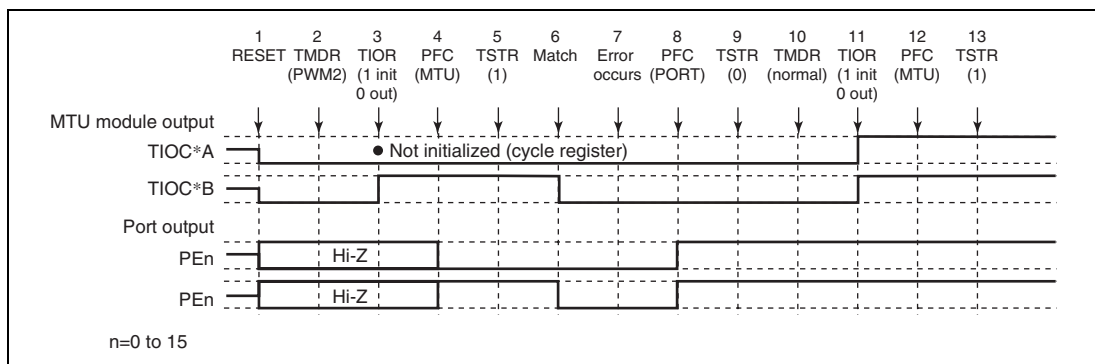 1 2 3 4 5 6 7 8 9 10 11 12 13
RESET TMDR TIOR PFC TSTR Match Error PFC TSTR TMDR TIOR PFC TSTR
(PWM2) (1 init (MTU) (1) occurs (PORT) (0) (normal) (1 init (MTU) (1)
0 out) 0 out)
MTU module output
TIOC*A ● Not initialized (cycle register)
TIOC*B
Port output
PEn Hi-Z
PEn Hi-Z
n=0 to 15